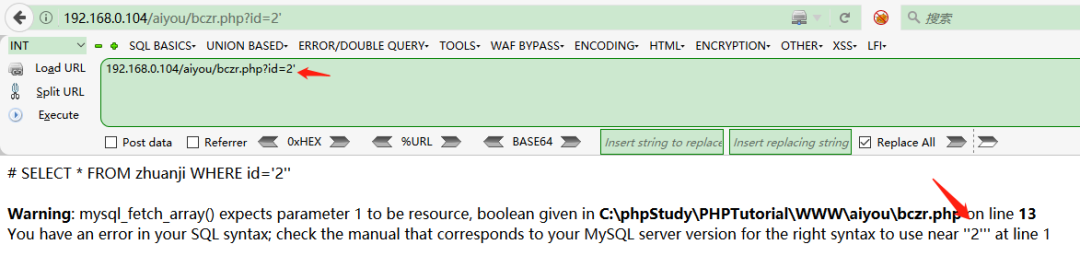 192.168.0.104/aiyou/bczr.php?id=2'
搜索
INT
SQL BASICS▾ UNION BASED▾ ERROR/DOUBLE QUERY▾ TOOLS▾ WAF BYPASS▾ ENCODING▾ HTML▾ ENCRYPTION▾ OTHER▾ XSS▾ LFI▾
Load URL
192.168.0.104/aiyou/bczr.php?id=2'
Split URL
Execute
Post data Referrer 0xHEX %URL BASE64 Insert string to replace Insert replacing string Replace All
# SELECT * FROM zhuanji WHERE id='2''
Warning: mysql_fetch_array() expects parameter 1 to be resource, boolean given in C:\phpStudy\PHPTutorial\WWW\aiyou\bczr.php on line 13
You have an error in your SQL syntax; check the manual that corresponds to your MySQL server version for the right syntax to use near ''2''' at line 1